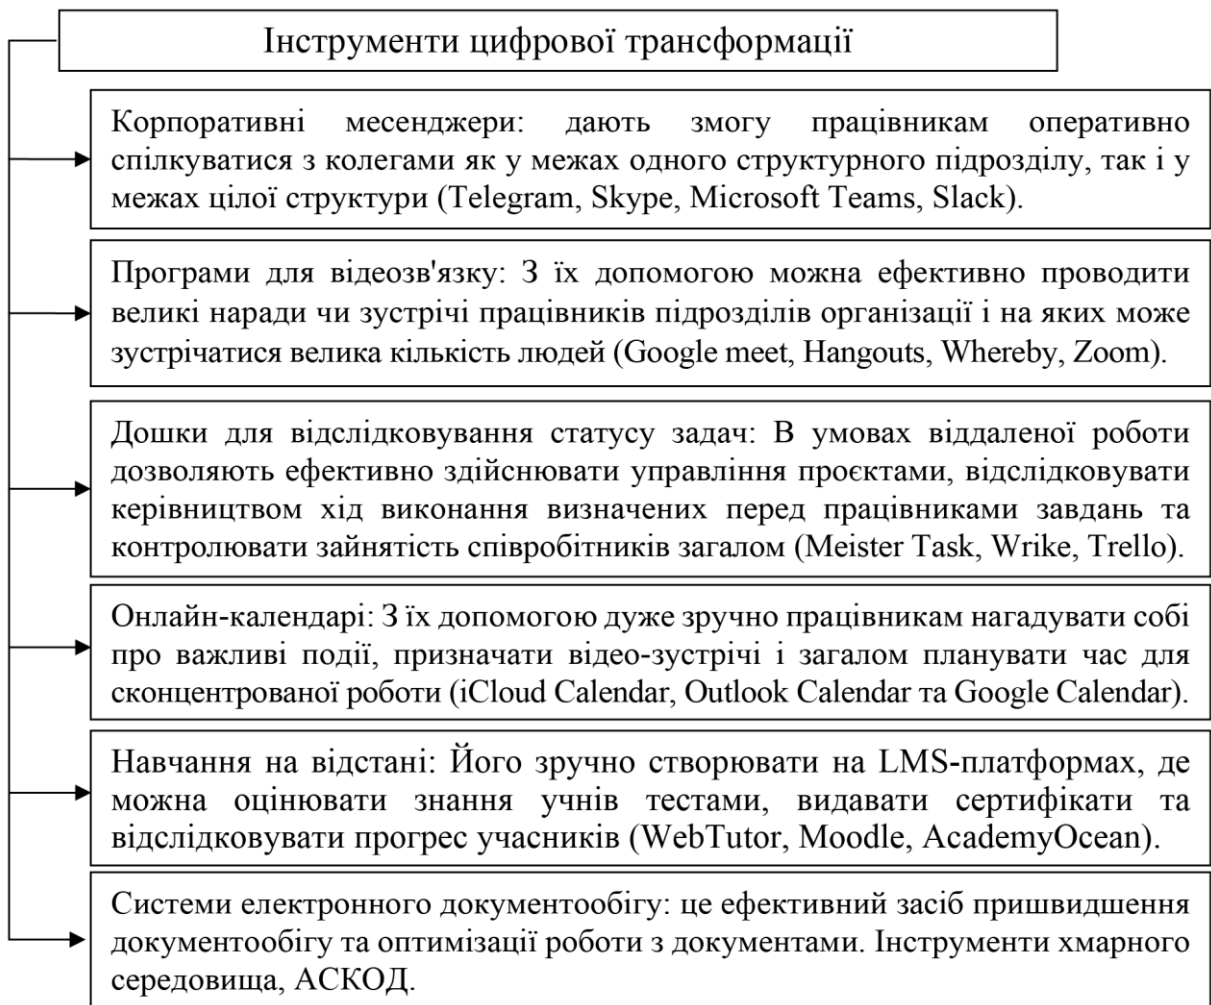 Інструменти цифрової трансформації
Корпоративні месенджери: дають змогу працівникам оперативно
спілкуватися з колегами як у межах одного структурного підрозділу, так і у
межах цілої структури (Telegram, Skype, Microsoft Teams, Slack).
Програми для відеозв'язку: З їх допомогою можна ефективно проводити
великі наради чи зустрічі працівників підрозділів організації і на яких може
зустрічатися велика кількість людей (Google meet, Hangouts, Whereby, Zoom).
Дошки для відслідковування статусу задач: В умовах віддаленої роботи
дозволяють ефективно здійснювати управління проєктами, відслідковувати
керівництвом хід виконання визначених перед працівниками завдань та
контролювати зайнятість співробітників загалом (Meister Task, Wrike, Trello).
Онлайн-календарі: З їх допомогою дуже зручно працівникам нагадувати собі
про важливі події, призначати відео-зустрічі і загалом планувати час для
сконцентрованої роботи (iCloud Calendar, Outlook Calendar та Google Calendar).
Навчання на відстані: Його зручно створювати на LMS-платформах, де
можна оцінювати знання учнів тестами, видавати сертифікати та
відслідковувати прогрес учасників (WebTutor, Moodle, AcademyOcean).
Системи електронного документообігу: це ефективний засіб пришвидшення
документообігу та оптимізації роботи з документами. Інструменти хмарного
середовища, АСКОД.